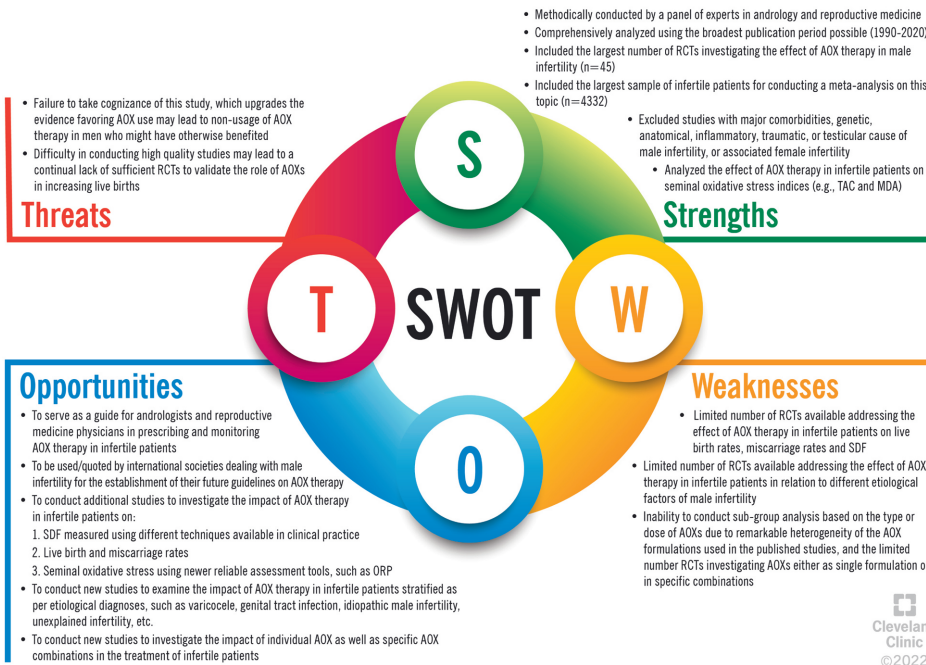 • Methodically conducted by a panel of experts in andrology and reproductive medicine
• Comprehensively analyzed using the broadest publication period possible (1990-2020)
• Included the largest number of RCTs investigating the effect of AOX therapy in male
infertility (n=45)
• Included the largest sample of infertile patients for conducting a meta-analysis on this
topic (n=4332)
• Excluded studies with major comorbidities, genetic,
anatomical, inflammatory, traumatic, or testicular cause of
male infertility, or associated female infertility
• Analyzed the effect of AOX therapy in infertile patients on
seminal oxidative stress indices (e.g., TAC and MDA)
Strengths
• Failure to take cognizance of this study, which upgrades the
evidence favoring AOX use may lead to non-usage of AOX
therapy in men who might have otherwise benefited
• Difficulty in conducting high quality studies may lead to a
continual lack of sufficient RCTs to validate the role of AOXs
in increasing live births
Threats
S
T
SWOT
W
O
Opportunities
• To serve as a guide for andrologists and reproductive
medicine physicians in prescribing and monitoring
AOX therapy in infertile patients
• To be used/quoted by international societies dealing with male
infertility for the establishment of their future guidelines on AOX therapy
• To conduct additional studies to investigate the impact of AOX therapy
in infertile patients on:
1. SDF measured using different techniques available in clinical practice
2. Live birth and miscarriage rates
3. Seminal oxidative stress using newer reliable assessment tools, such as ORP
• To conduct new studies to examine the impact of AOX therapy in infertile patients stratified as
per etiological diagnoses, such as varicocele, genital tract infection, idiopathic male infertility,
unexplained infertility, etc.
• To conduct new studies to investigate the impact of individual AOX as well as specific AOX
combinations in the treatment of infertile patients
Weaknesses
• Limited number of RCTs available addressing the
effect of AOX therapy in infertile patients on live
birth rates, miscarriage rates and SDF
• Limited number of RCTs available addressing the effect of AOX
therapy in infertile patients in relation to different etiological
factors of male infertility
• Inability to conduct sub-group analysis based on the type or
dose of AOXs due to remarkable heterogeneity of the AOX
formulations used in the published studies, and the limited
number RCTs investigating AOXs either as single formulation o
in specific combinations
Clevelan
Clinic
©2022